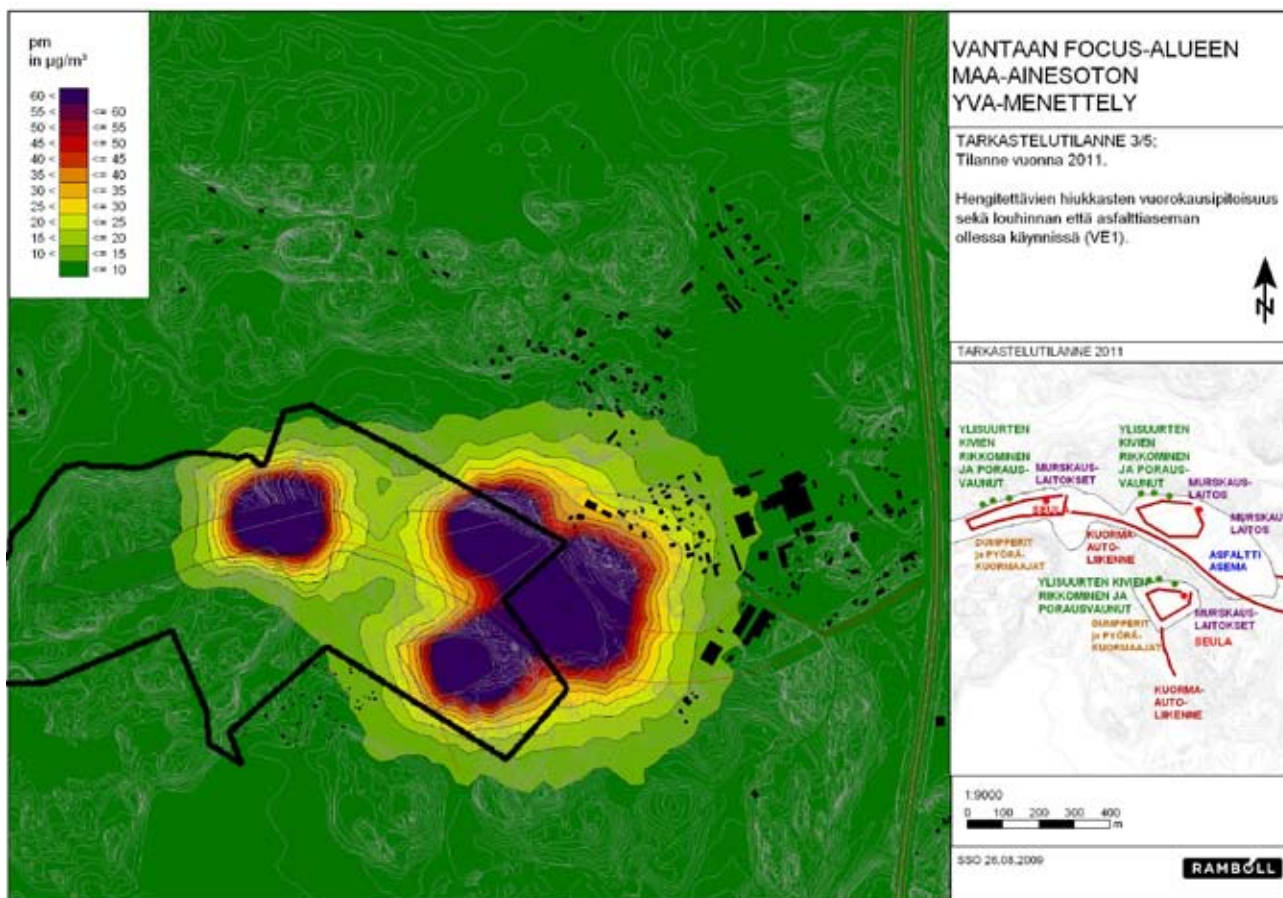 pm
in µg/m³
60 <
55 < <= 60
50 < <= 55
45 < <= 50
40 < <= 45
35 < <= 40
30 < <= 35
25 < <= 30
20 < <= 25
15 < <= 20
10 < <= 15
<= 10
VANTAAN FOCUS-ALUEEN
MAA-AINESOTON
YVA-MENETTELY
TARKASTELUTILANNE 3/5;
Tilanne vuonna 2011.
Hengitettävien hiukkasten vuorokausipitoisuus
sekä louhinnan että asfalttiaseman
ollessa käynnissä (VE1).
N
TARKASTELUTILANNE 2011
YLISUURTEN
KIVIEN
RIKKOMINEN
JA PORAUS-
VAUNUT
MURSKAUS-
LAITOKSET
SEULA
YLISUURTEN
KIVIEN
RIKKOMINEN
JA PORAUS-
VAUNUT
MURSKAUS-
LAITOS
MURSKAU
LAITOS
DUMPPERIT
ja PYÖRÄ-
KUORMAAJAT
KUORMA-
AUTO-
LIIKENNE
ASFALTTI
ASEMA
YLISUURTEN KIVIEN
RIKKOMINEN JA
PORAUSVAUNUT
DUMPPERIT
ja PYÖRÄ-
KUORMAAJAT
MURSKAUS-
LAITOKSET
SEULA
KUORMA-
AUTO-
LIIKENNE
1:9000
0 100 200 300 400
m
SSO 26.08.2009
RAMBOLL